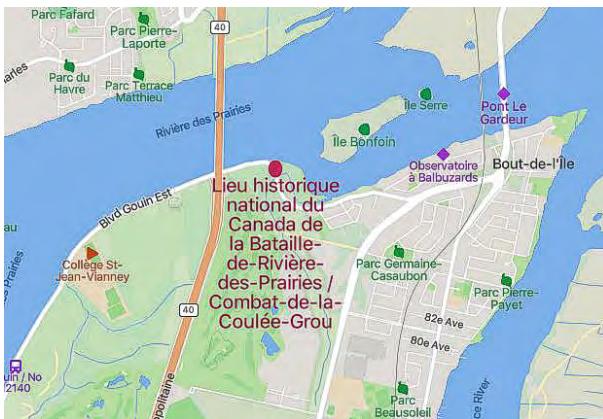 Parc Fafard
Parc Pierre-
Laporte
40
Parc du
Havre
Parc Terrace
Matthieu
Rivière des Prairies
Île Serre
Île Bonfoin
Pont Le
Gardeur
Observatoire
à Balbuzards
Bout-de-l'Île
Blvd Gouin Est
Lieu historique
national du
Canada de
la Bataille-
de-Rivière-
des-Prairies /
Combat-de-la-
Coulée-Grou
Collège St-
Jean-Vianney
Parc Germaine-
Casaubon
Parc Pierre-
Payet
40
82e Ave
80e Ave
2140
Parc
Beausoleil